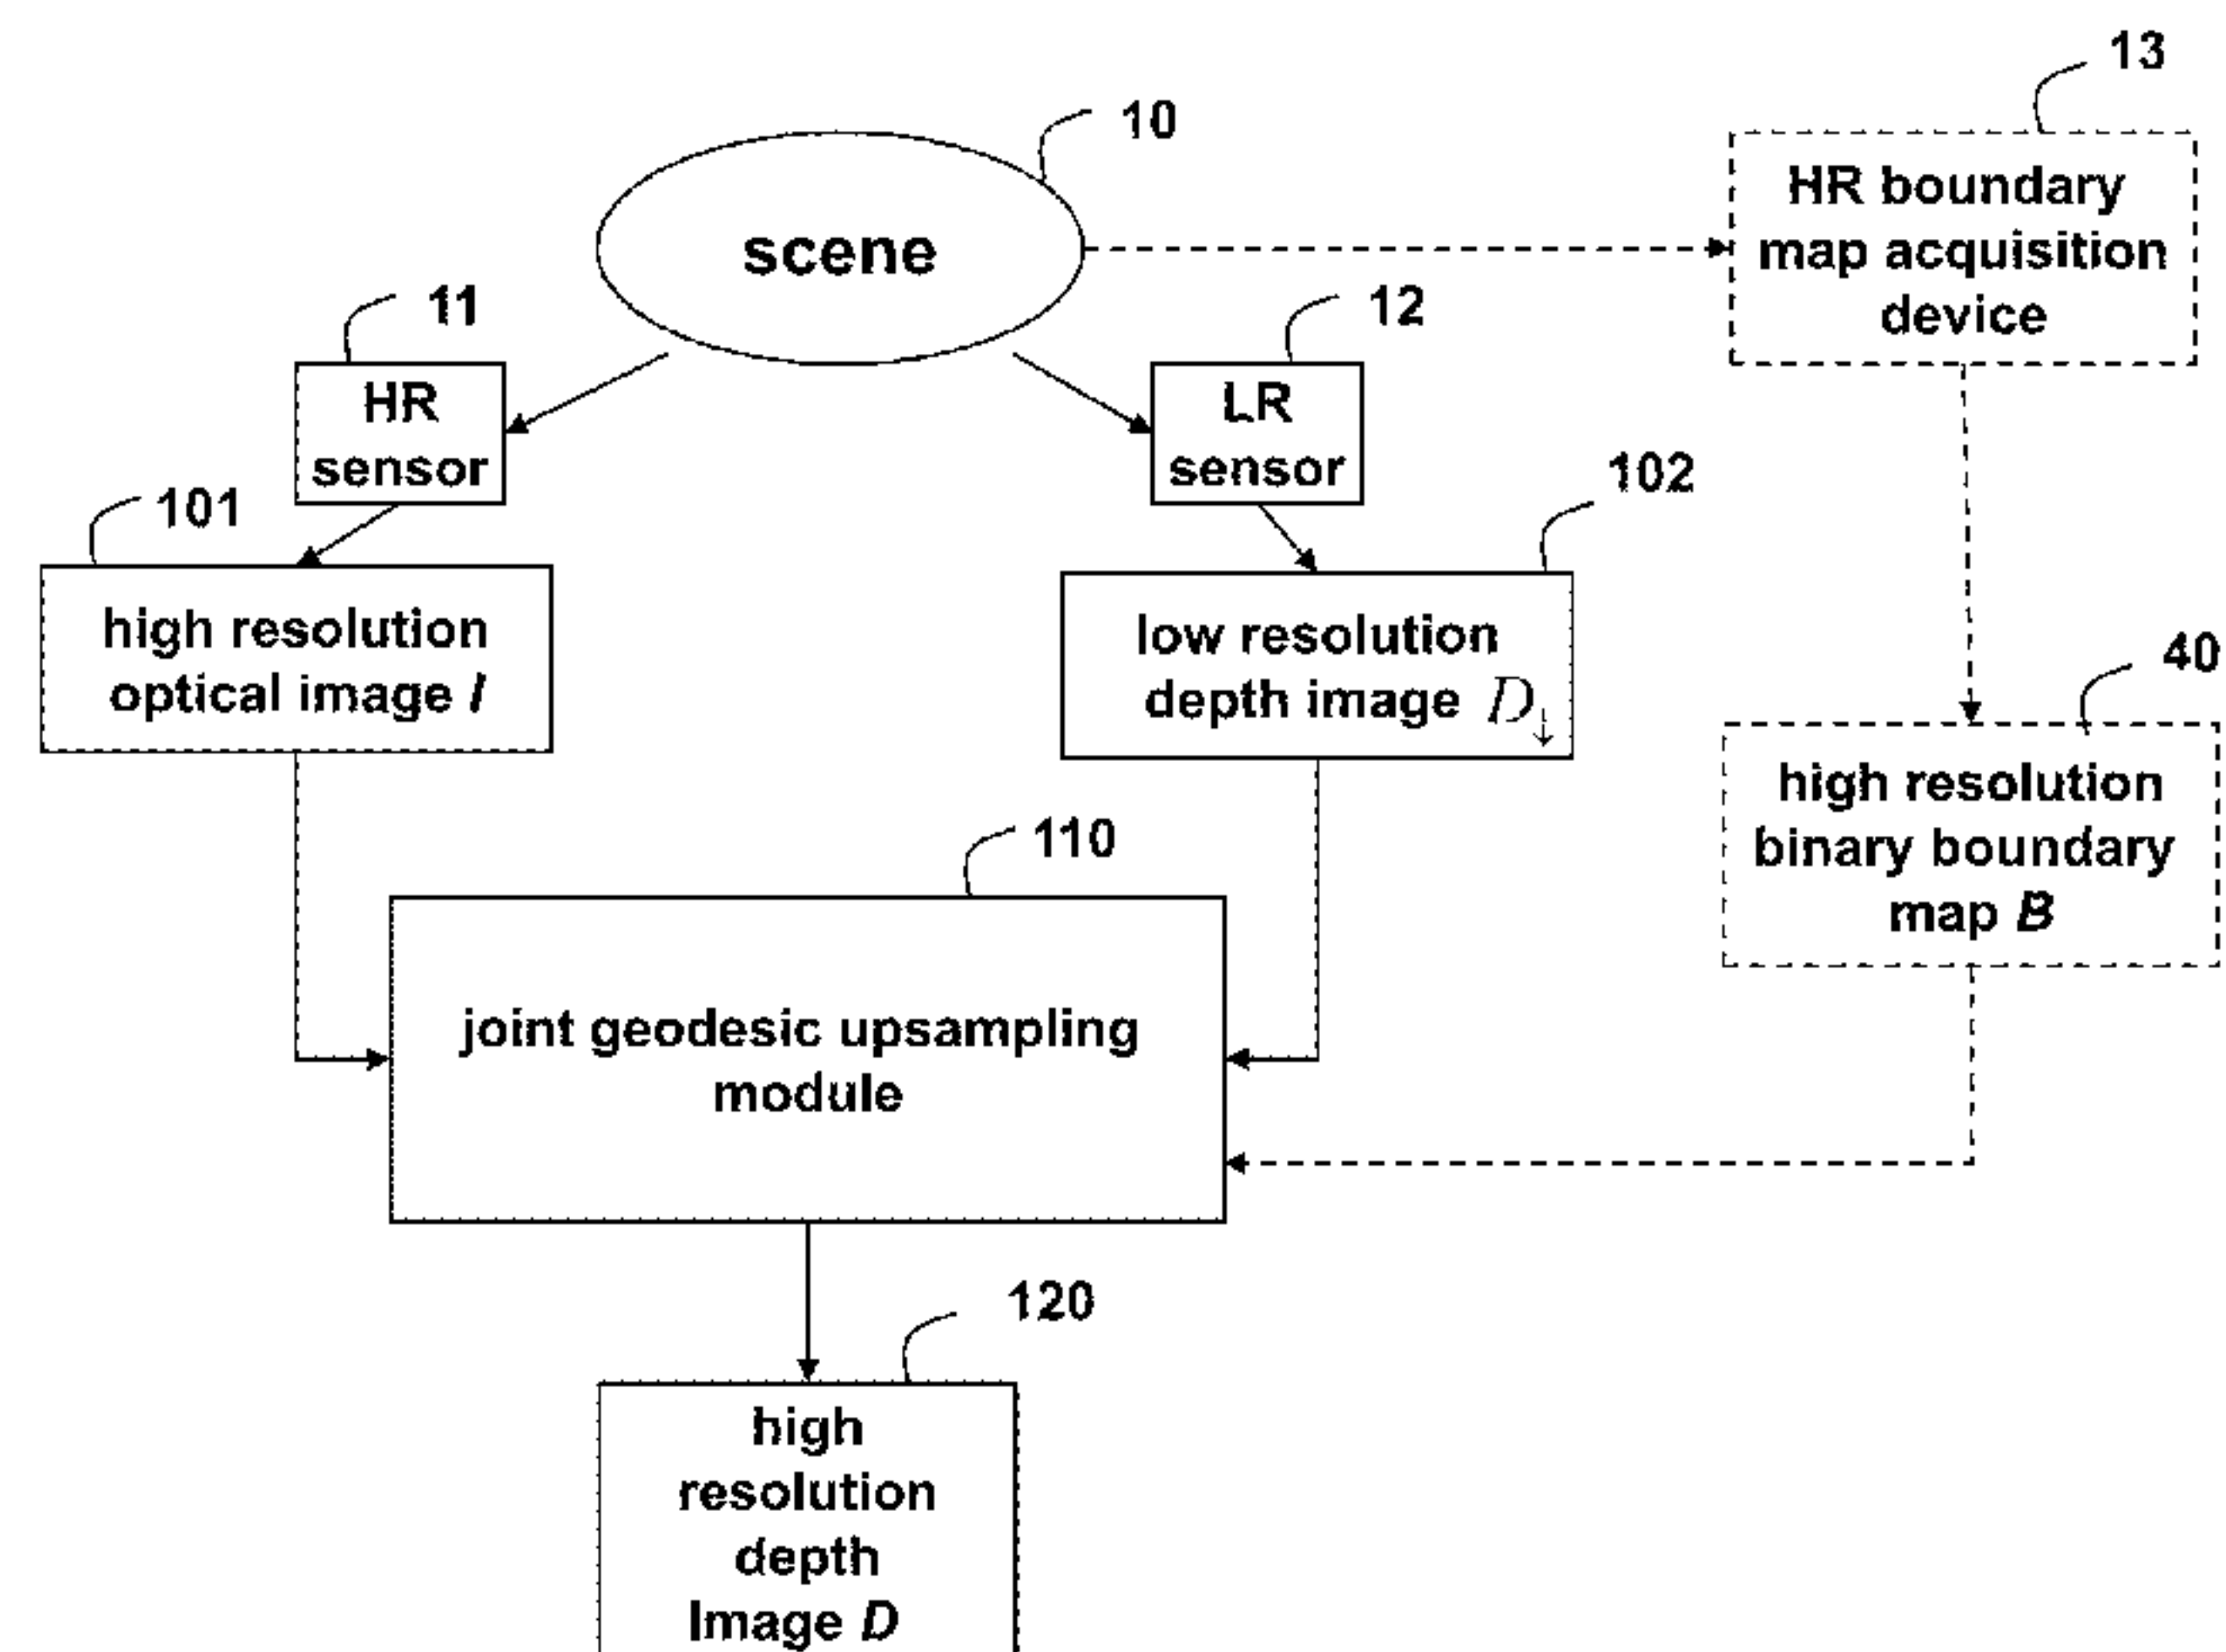 13
10
HR boundary
map acquisition
device
scene
11
12
HR
sensor
LR
sensor
101
102
high resolution
optical image I
low resolution
depth image D↓
40
high resolution
binary boundary
map B
110
joint geodesic upsampling
module
120
high
resolution
depth
Image D